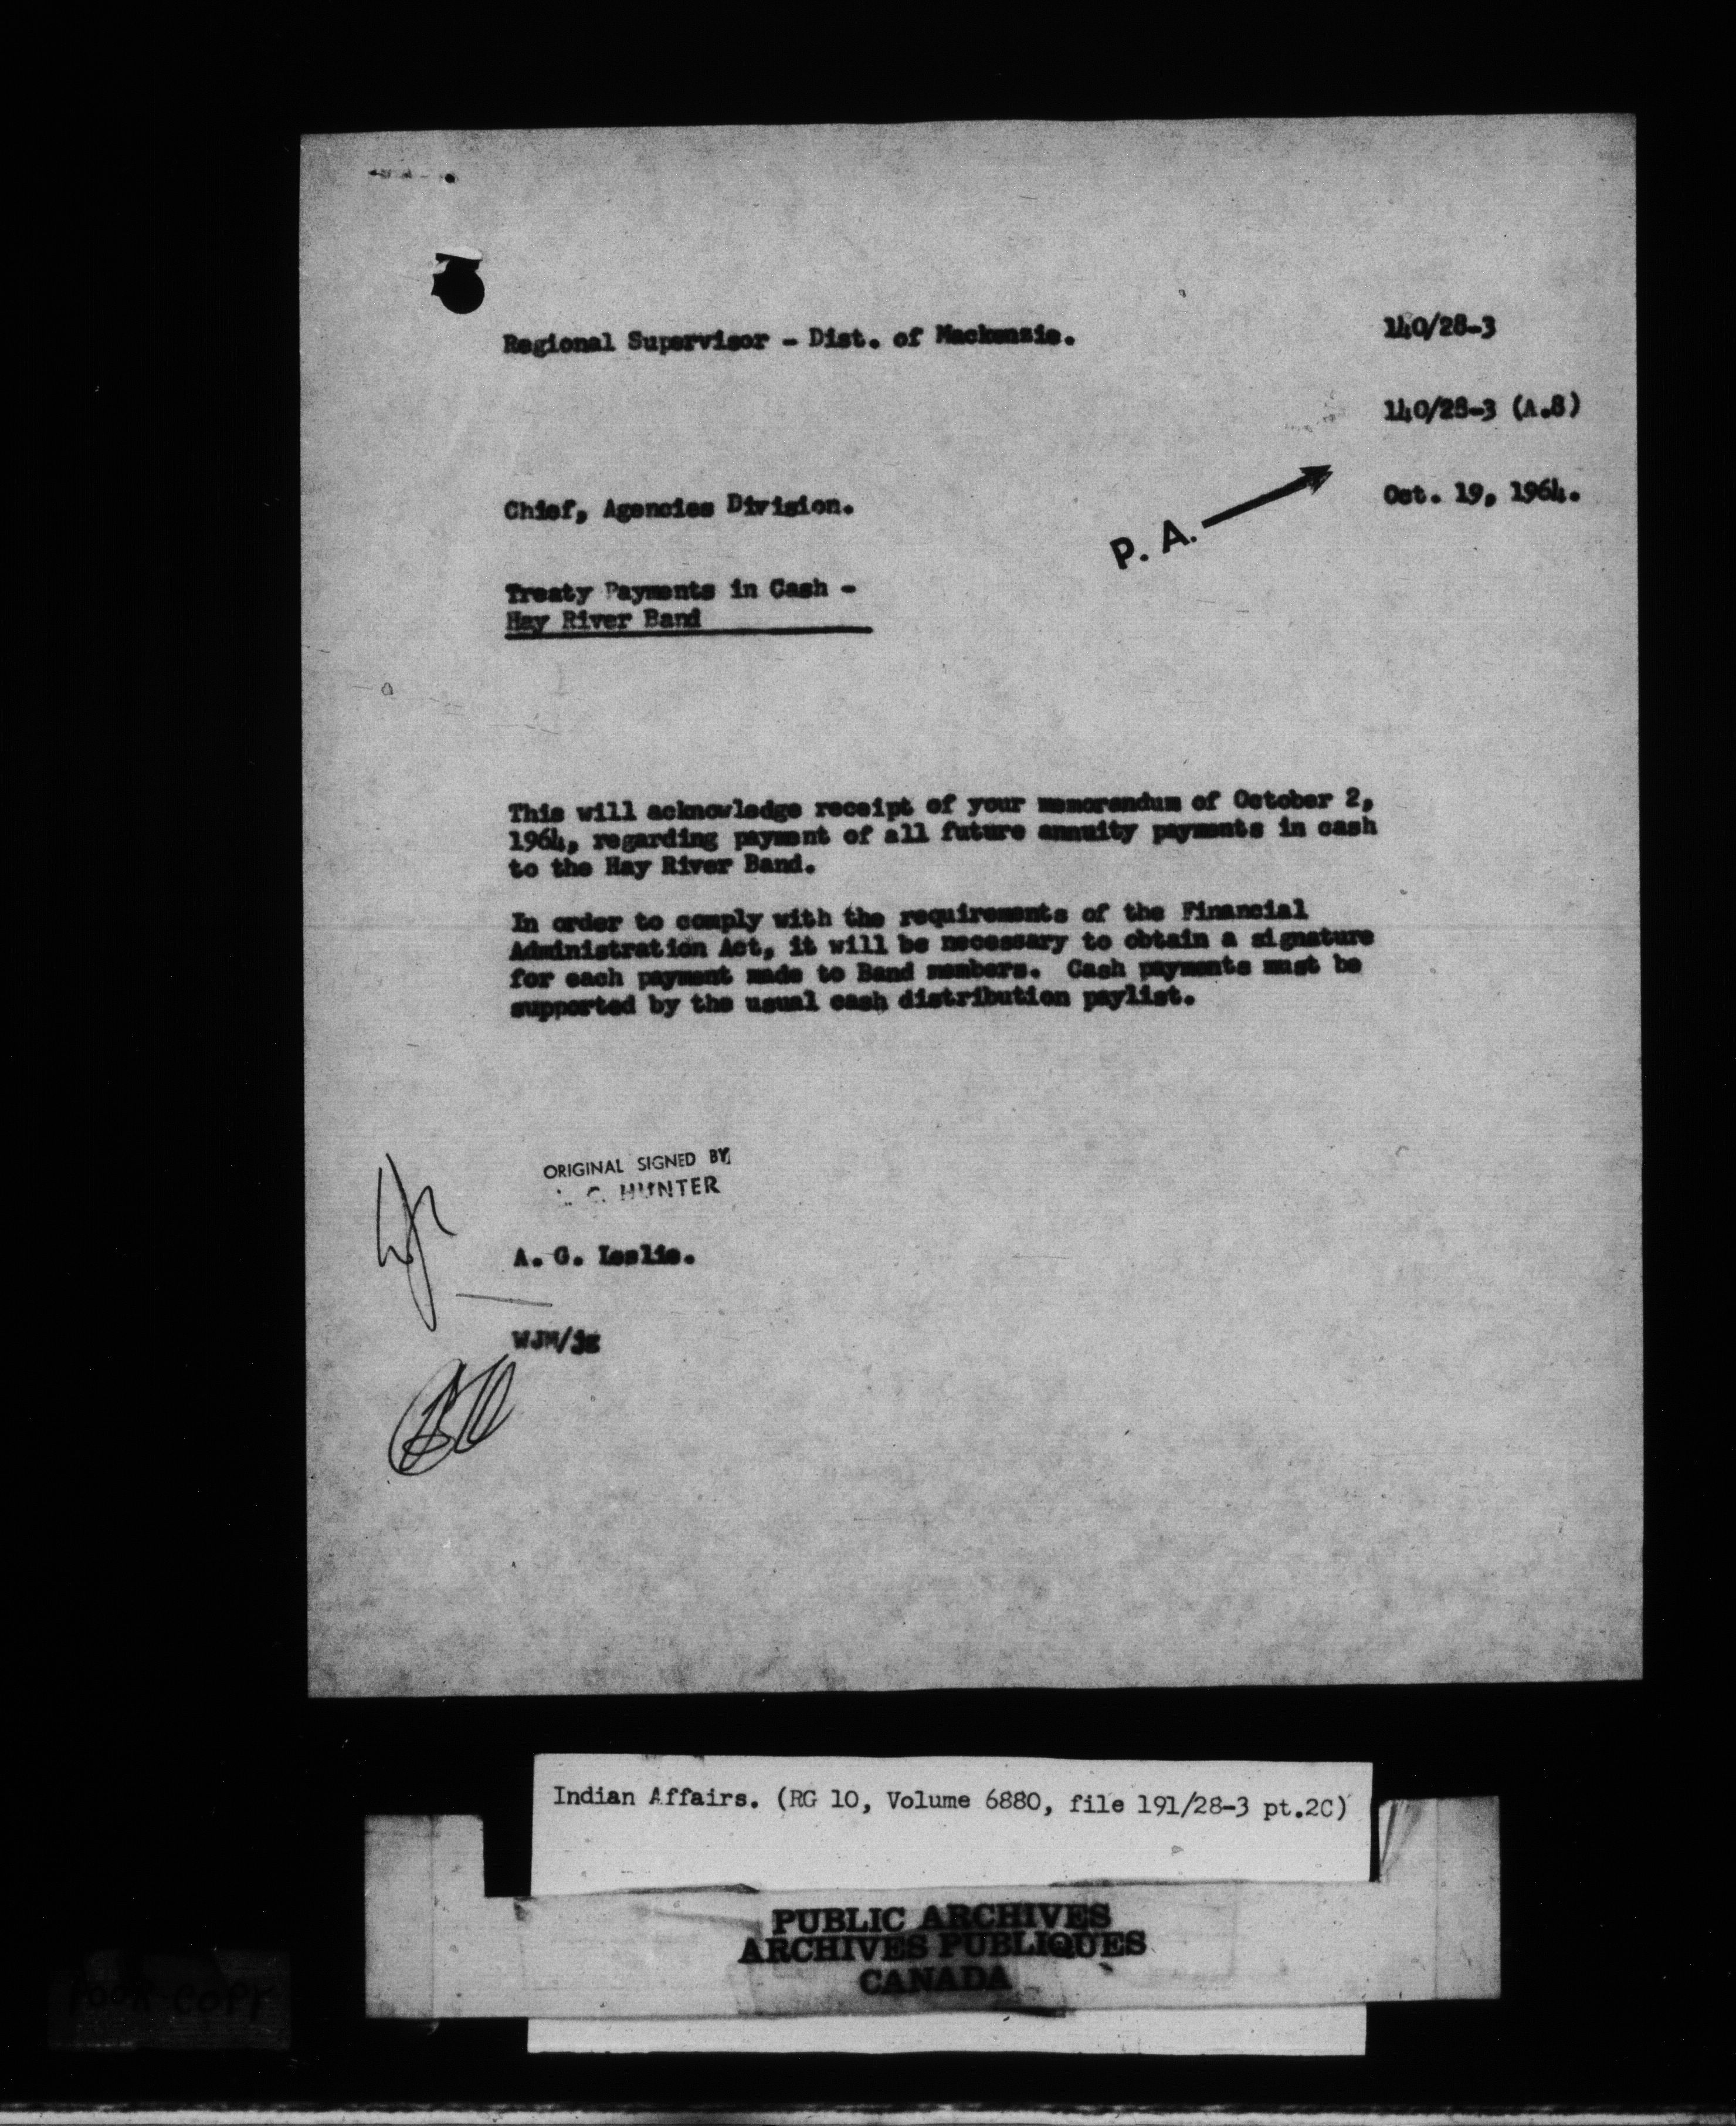 Regional Supervisor - Dist. of Mackenzie.
140/28-3
140/28-3 (A.8)
Chief, Agencies Division.
Oct. 19, 1964.
P. A.
Treaty Payments in Cash -
Hay River Band
This will acknowledge receipt of your memorandum of October 2,
1964, regarding payment of all future annuity payments in cash
to the Hay River Band.
In order to comply with the requirements of the Financial
Administration Act, it will be necessary to obtain a signature
for each payment made to Band members. Cash payments must be
supported by the usual cash distribution paylist.
ORIGINAL SIGNED BY
C. HUNTER
A. G. Leslie.
WJM/jg
Indian Affairs. (RG 10, Volume 6880, file 191/28-3 pt.2C)
PUBLIC ARCHIVES
ARCHIVES PUBLIQUES
CANADA
POOR COPY